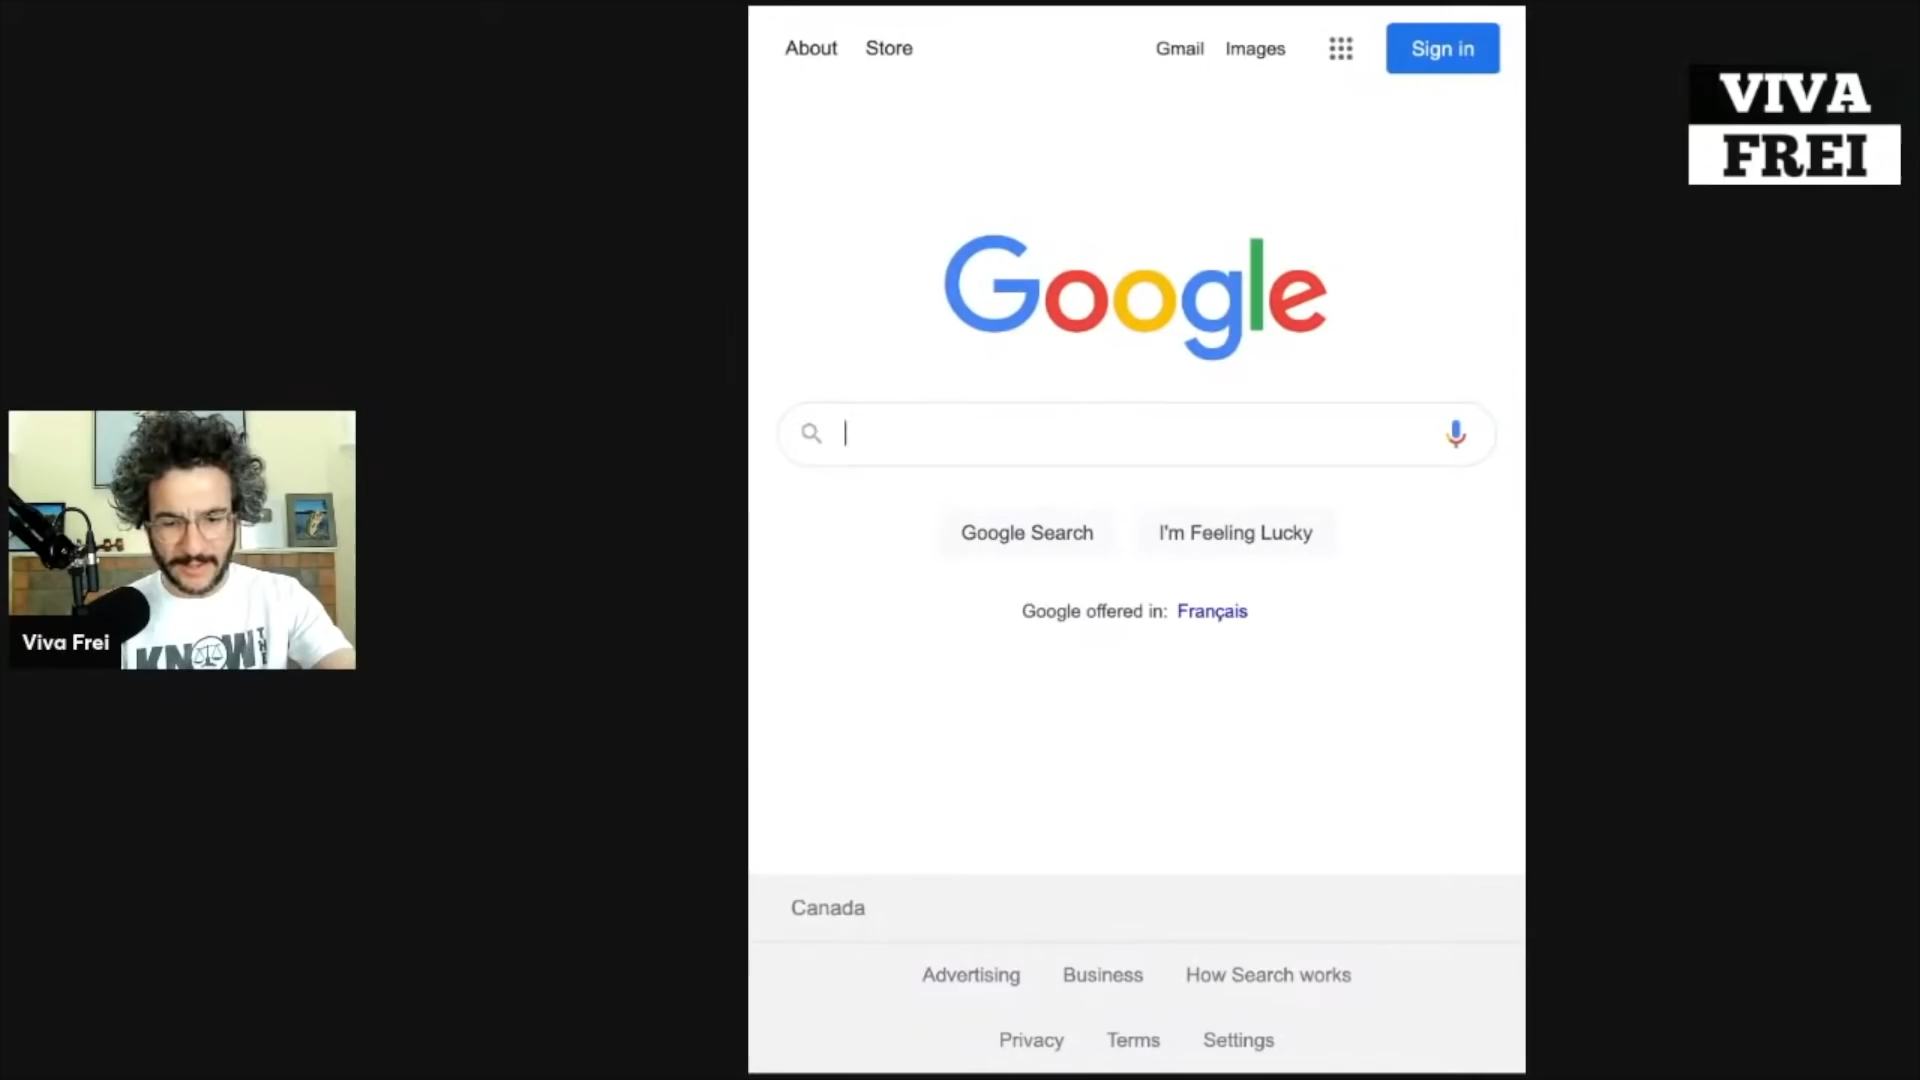 About Store Gmail Images Sign in
VIVA
FREI
Google
Google Search I'm Feeling Lucky
Google offered in: Français
Viva Frei
KNOW THE
Canada
Advertising Business How Search works
Privacy Terms Settings